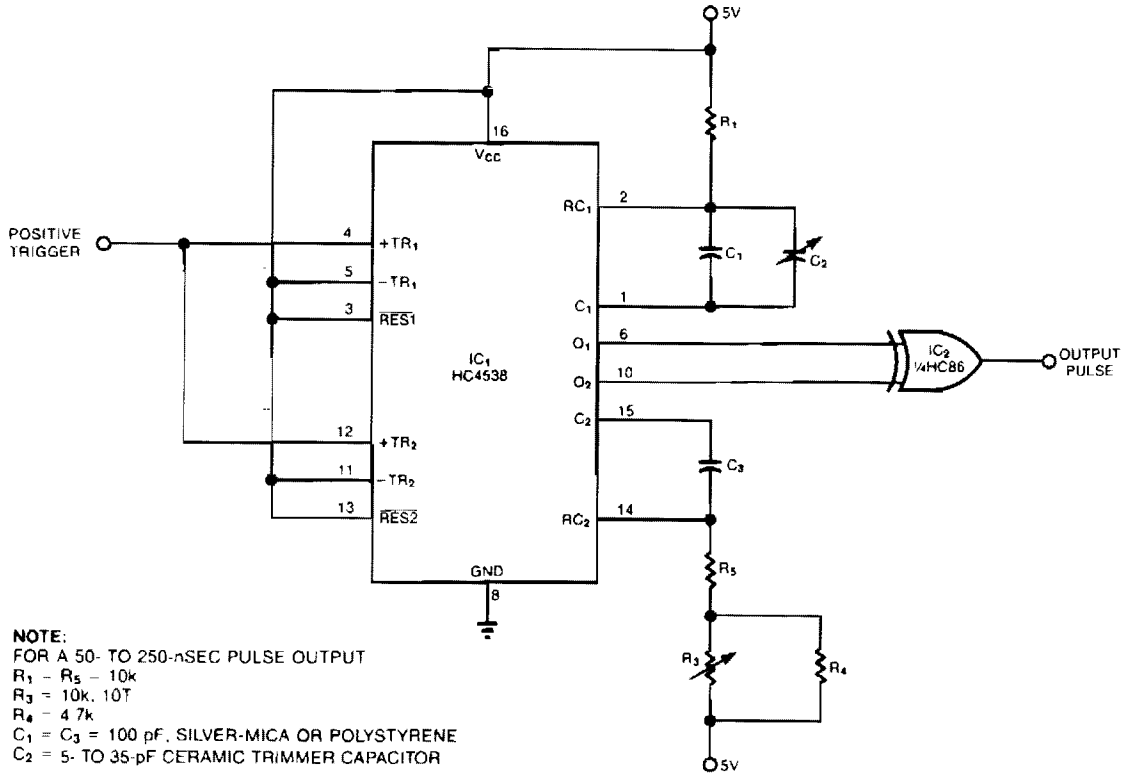 5V
R₁
16
VCC
RC₁
2
POSITIVE
TRIGGER
4
+TR₁
C₁
C₂
5
−TR₁
3
RES1
C₁
1
Q₁
6
IC₁
HC4538
IC₂
¼HC86
OUTPUT
PULSE
Q₂
10
C₂
15
12
+TR₂
11
−TR₂
C₃
13
RES2
RC₂
14
GND
8
R₅
R₃
R₄
5V
NOTE:
FOR A 50- TO 250-nSEC PULSE OUTPUT
R₁ – R₅ – 10k
R₃ = 10k, 10T
R₄ – 4.7k
C₁ = C₃ = 100 pF, SILVER-MICA OR POLYSTYRENE
C₂ = 5- TO 35-pF CERAMIC TRIMMER CAPACITOR